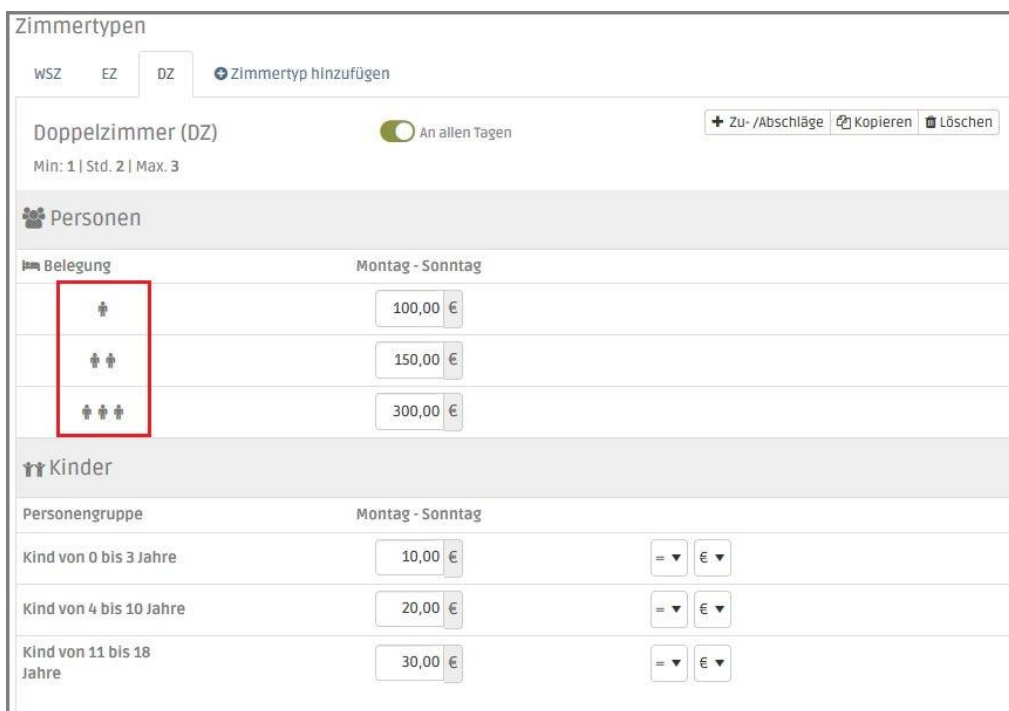 Zimmertypen
WSZ EZ DZ Zimmertyp hinzufügen
Doppelzimmer (DZ) An allen Tagen Zu- /Abschläge Kopieren Löschen
Min: 1 | Std. 2 | Max. 3
Personen
Belegung Montag - Sonntag
100,00 €
150,00 €
300,00 €
Kinder
Personengruppe Montag - Sonntag
Kind von 0 bis 3 Jahre 10,00 € = €
Kind von 4 bis 10 Jahre 20,00 € = €
Kind von 11 bis 18
Jahre 30,00 € = €